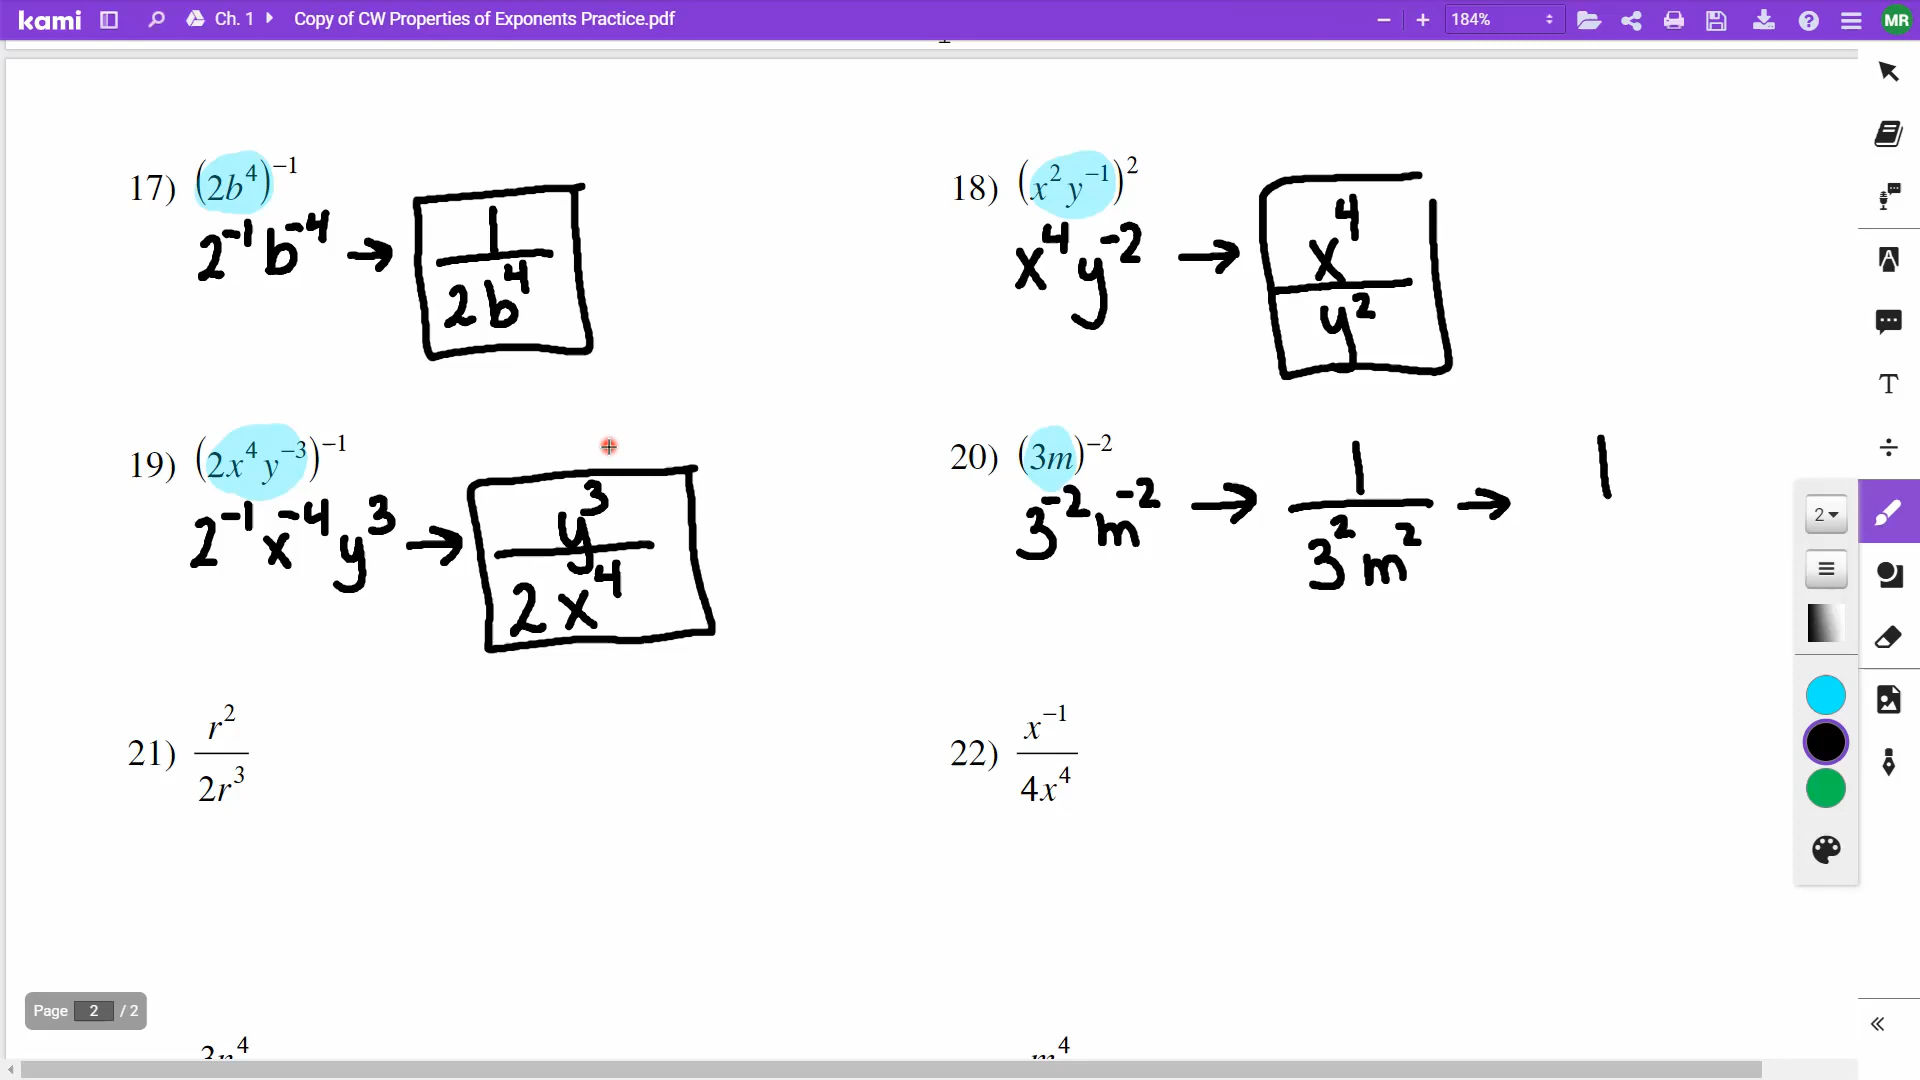 kami Ch. 1 Copy of CW Properties of Exponents Practice.pdf 184% MR
17) (2b⁴)⁻¹
2⁻¹b⁻⁴ → 1/2b⁴
18) (x²y⁻¹)²
x⁴y⁻² → x⁴/y²
19) (2x⁴y⁻³)⁻¹
2⁻¹x⁻⁴y³ → y³/2x⁴
20) (3m)⁻²
3⁻²m⁻² → 1/3²m² → 1
21) r²/2r³
22) x⁻¹/4x⁴
2
T
Page 2 / 2